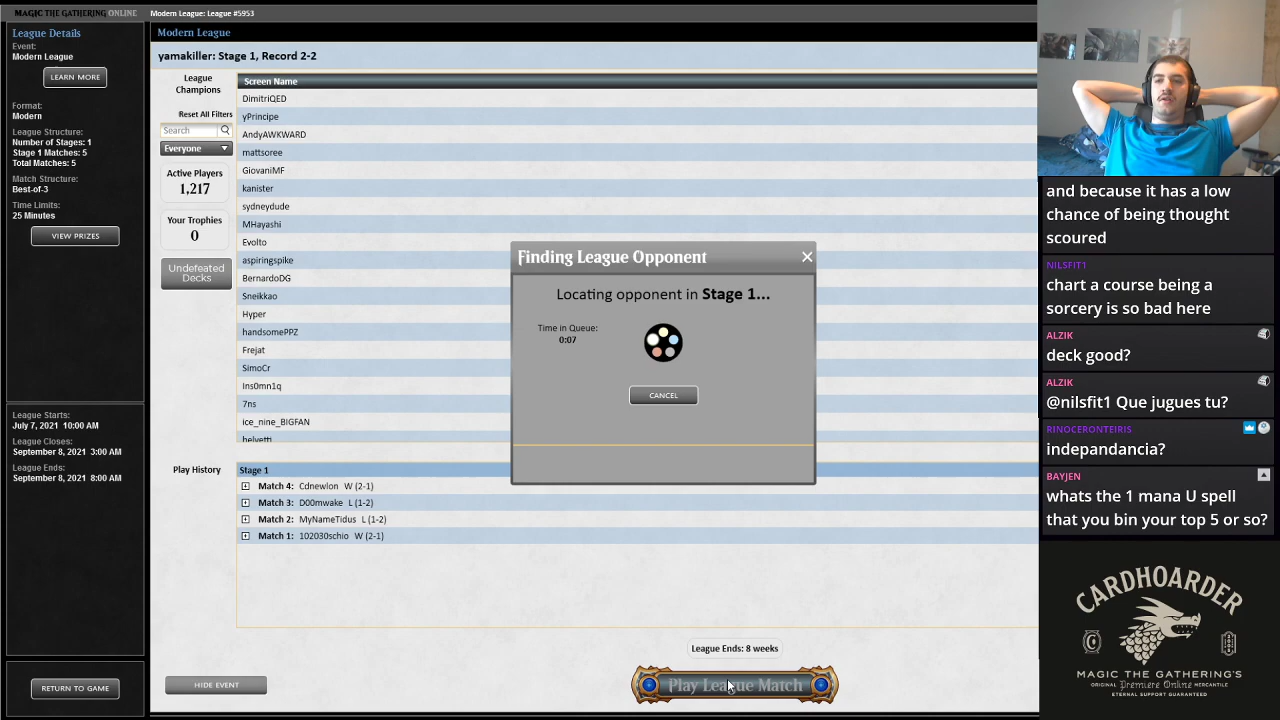 MAGIC THE GATHERING ONLINE
Modern League: League #5953
League Details
Event:
Modern League
LEARN MORE
Format:
Modern
League Structure:
Number of Stages: 1
Stage 1 Matches: 5
Total Matches: 5
Match Structure:
Best-of-3
Time Limits:
25 Minutes
VIEW PRIZES
League Starts:
July 7, 2021 10:00 AM
League Closes:
September 8, 2021 3:00 AM
League Ends:
September 8, 2021 8:00 AM
RETURN TO GAME
Modern League
yamakiller: Stage 1, Record 2-2
League
Champions
Reset All Filters
Search
Everyone
Active Players
1,217
Your Trophies
0
Undefeated
Decks
Screen Name
DimitriQED
yPrincipe
AndyAWKWARD
mattsoree
GiovaniMF
kanister
sydneydude
MHayashi
Evolto
aspiringspike
BernardoDG
Sneikkao
Hyper
handsomePPZ
Frejat
SimoCr
Ins0mn1q
7ns
ice_nine_BIGFAN
helvetti
Finding League Opponent
Locating opponent in Stage 1...
Time in Queue:
0:07
CANCEL
Play History
Stage 1
Match 4: Cdnewlon W (2-1)
Match 3: D00mwake L (1-2)
Match 2: MyNameTidus L (1-2)
Match 1: 102030schio W (2-1)
League Ends: 8 weeks
HIDE EVENT
Play League Match
and because it has a low
chance of being thought
scoured
NILSFIT1
chart a course being a
sorcery is so bad here
ALZIK
deck good?
ALZIK
@nilsfit1 Que jugues tu?
RINOCERONTEIRIS
indepandancia?
BAYJEN
whats the 1 mana U spell
that you bin your top 5 or so?
CARDHOARDER
MAGIC THE GATHERING'S
ORIGINAL Premiere Online MERCANTILE
ETERNAL SUPPORT GUARANTEED